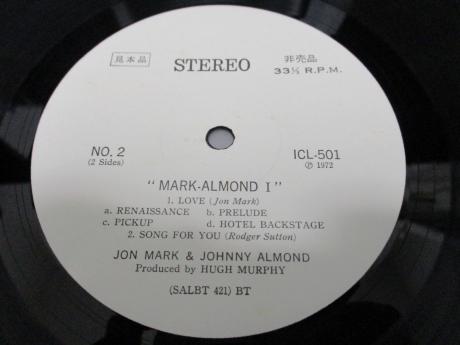 見本品
STEREO
非売品
33⅓ R.P.M.
NO. 2
(2 Sides)
ICL-501
Ⓟ 1972
"MARK-ALMOND I"
1. LOVE (Jon Mark)
a. RENAISSANCE b. PRELUDE
c. PICKUP d. HOTEL BACKSTAGE
2. SONG FOR YOU (Rodger Sutton)
JON MARK & JOHNNY ALMOND
Produced by HUGH MURPHY
(SALBT 421) BT